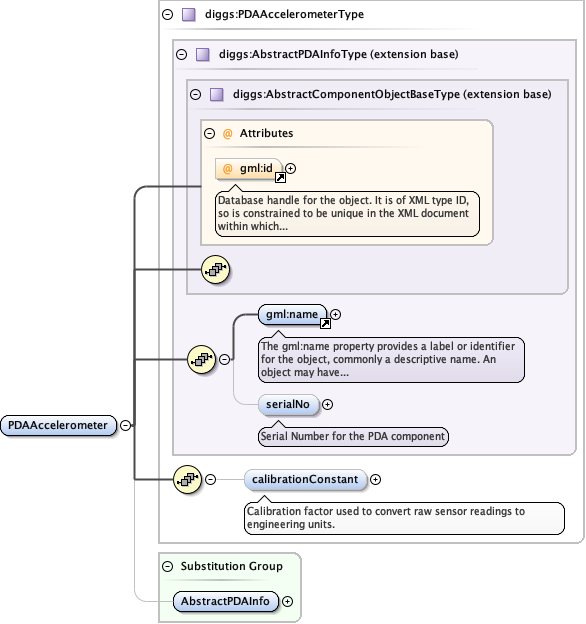 diggs:PDAAccelerometerType
diggs:AbstractPDAInfoType (extension base)
diggs:AbstractComponentObjectBaseType (extension base)
@ Attributes
@ gml:id
Database handle for the object. It is of XML type ID,
so is constrained to be unique in the XML document
within which...
gml:name
The gml:name property provides a label or identifier
for the object, commonly a descriptive name. An
object may have...
serialNo
Serial Number for the PDA component
PDAAccelerometer
calibrationConstant
Calibration factor used to convert raw sensor readings to
engineering units.
Substitution Group
AbstractPDAInfo